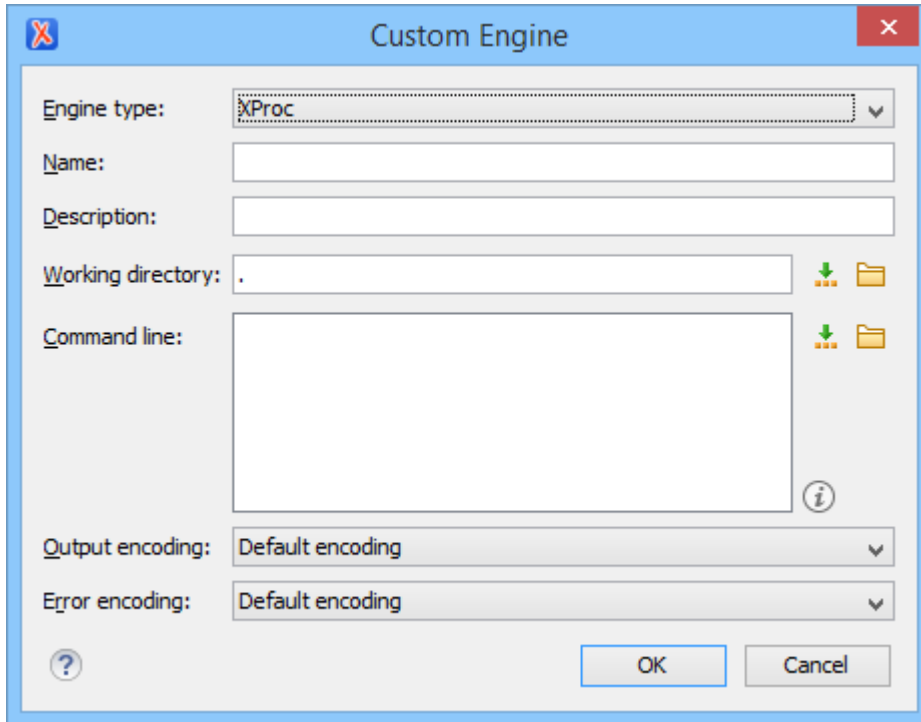 Custom Engine
Engine type: XProc
Name:
Description:
Working directory: .
Command line:
Output encoding: Default encoding
Error encoding: Default encoding
OK Cancel